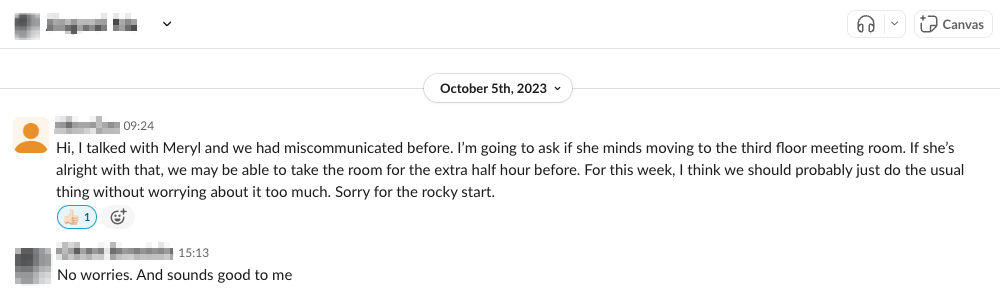 Canvas
October 5th, 2023
09:24
Hi, I talked with Meryl and we had miscommunicated before. I’m going to ask if she minds moving to the third floor meeting room. If she’s
alright with that, we may be able to take the room for the extra half hour before. For this week, I think we should probably just do the usual
thing without worrying about it too much. Sorry for the rocky start.
1
15:13
No worries. And sounds good to me